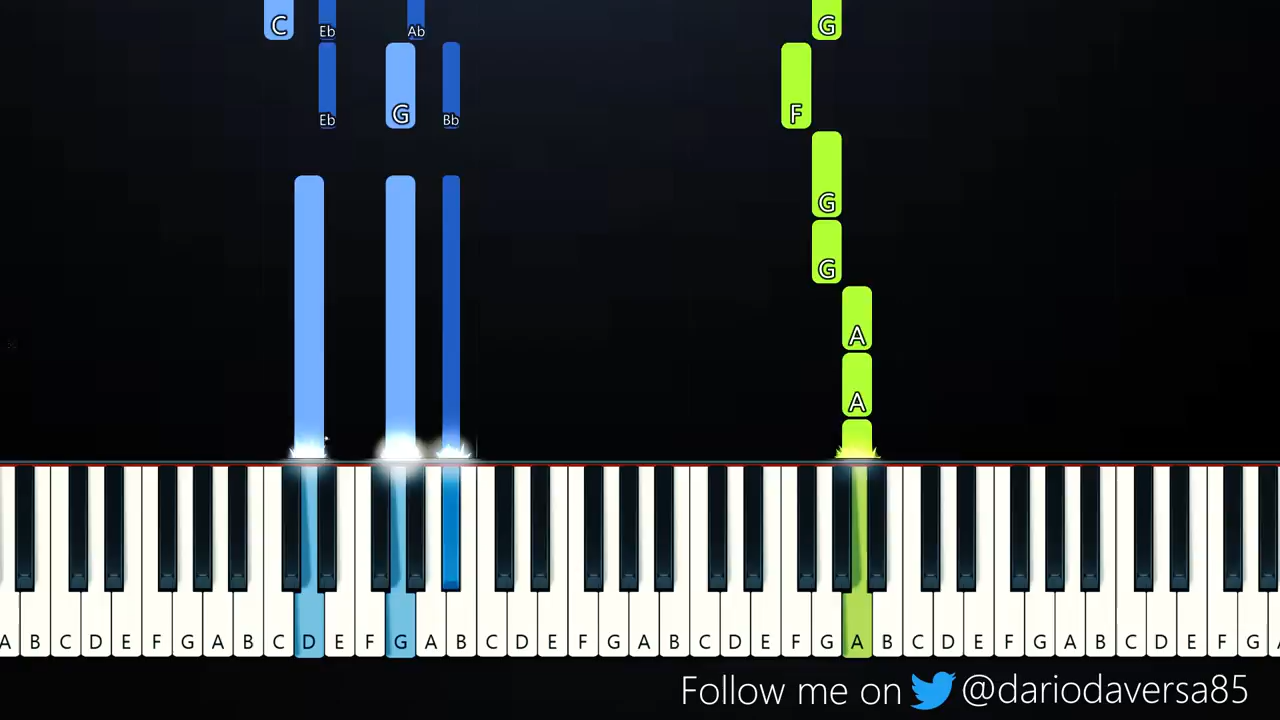 C Eb Ab G
Eb G Bb F
G
G
A
A
A B C D E F G A B C D E F G A B C D E F G A B C D E F G A B C D E F G A B C D E F G
Follow me on @dariodaversa85